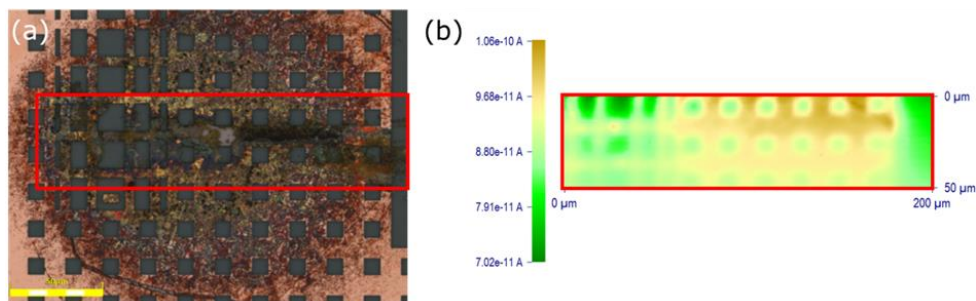 (a)
(b)
1.06e-10 A
9.68e-11 A
8.80e-11 A
7.91e-11 A
7.02e-11 A
0 µm
50 µm
0 µm
200 µm